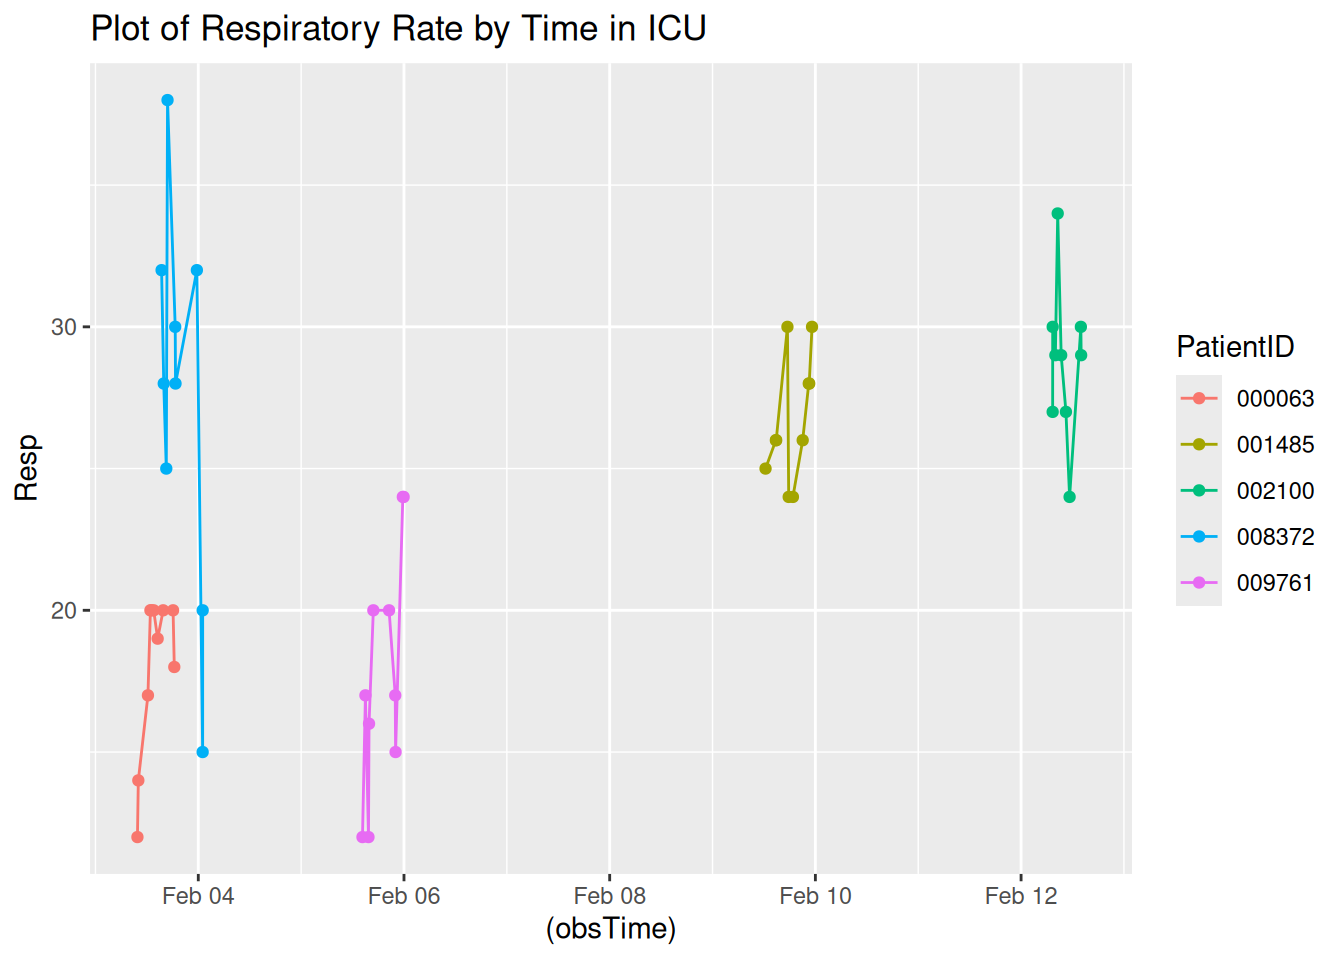 Plot of Respiratory Rate by Time in ICU
Resp
30
20
Feb 04
Feb 06
Feb 08
Feb 10
Feb 12
(obsTime)
PatientID
000063
001485
002100
008372
009761